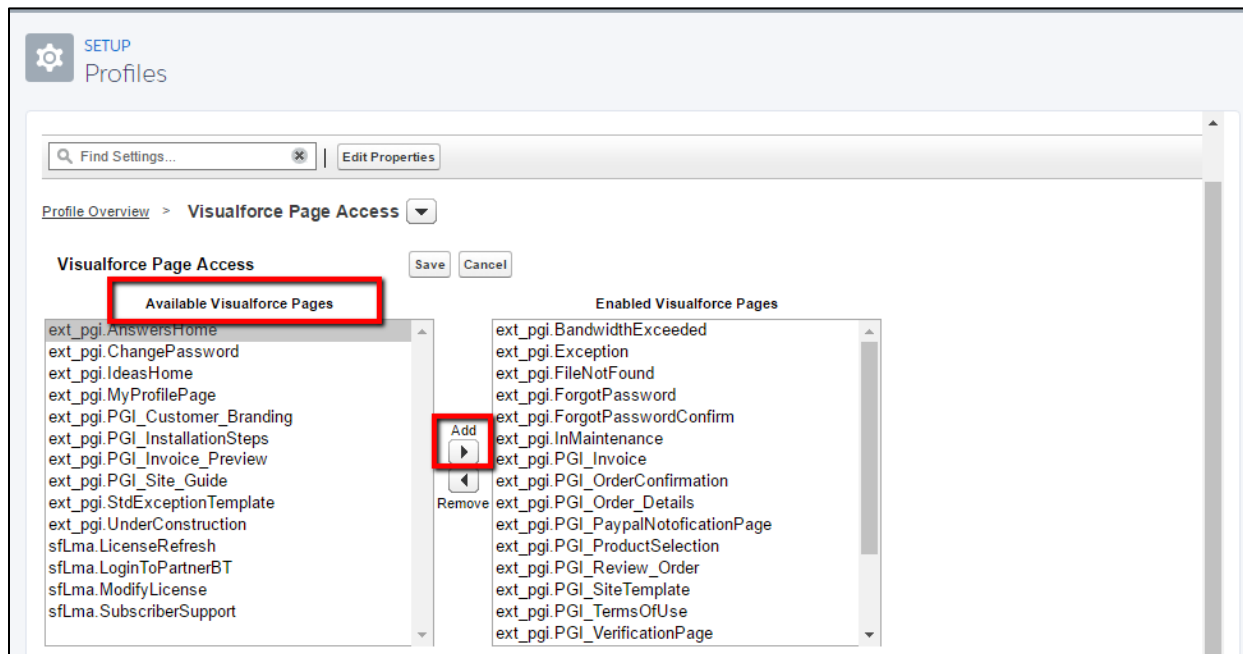 SETUP
Profiles
Find Settings...
Edit Properties
Profile Overview > Visualforce Page Access
Visualforce Page Access
Save
Cancel
Available Visualforce Pages
ext_pgi.AnswersHome
ext_pgi.ChangePassword
ext_pgi.IdeasHome
ext_pgi.MyProfilePage
ext_pgi.PGI_Customer_Branding
ext_pgi.PGI_InstallationSteps
ext_pgi.PGI_Invoice_Preview
ext_pgi.PGI_Site_Guide
ext_pgi.StdExceptionTemplate
ext_pgi.UnderConstruction
sfLma.LicenseRefresh
sfLma.LoginToPartnerBT
sfLma.ModifyLicense
sfLma.SubscriberSupport
Add
Remove
Enabled Visualforce Pages
ext_pgi.BandwidthExceeded
ext_pgi.Exception
ext_pgi.FileNotFound
ext_pgi.ForgotPassword
ext_pgi.ForgotPasswordConfirm
ext_pgi.InMaintenance
ext_pgi.PGI_Invoice
ext_pgi.PGI_OrderConfirmation
ext_pgi.PGI_Order_Details
ext_pgi.PGI_PaypalNotoficationPage
ext_pgi.PGI_ProductSelection
ext_pgi.PGI_Review_Order
ext_pgi.PGI_SiteTemplate
ext_pgi.PGI_TermsOfUse
ext_pgi.PGI_VerificationPage